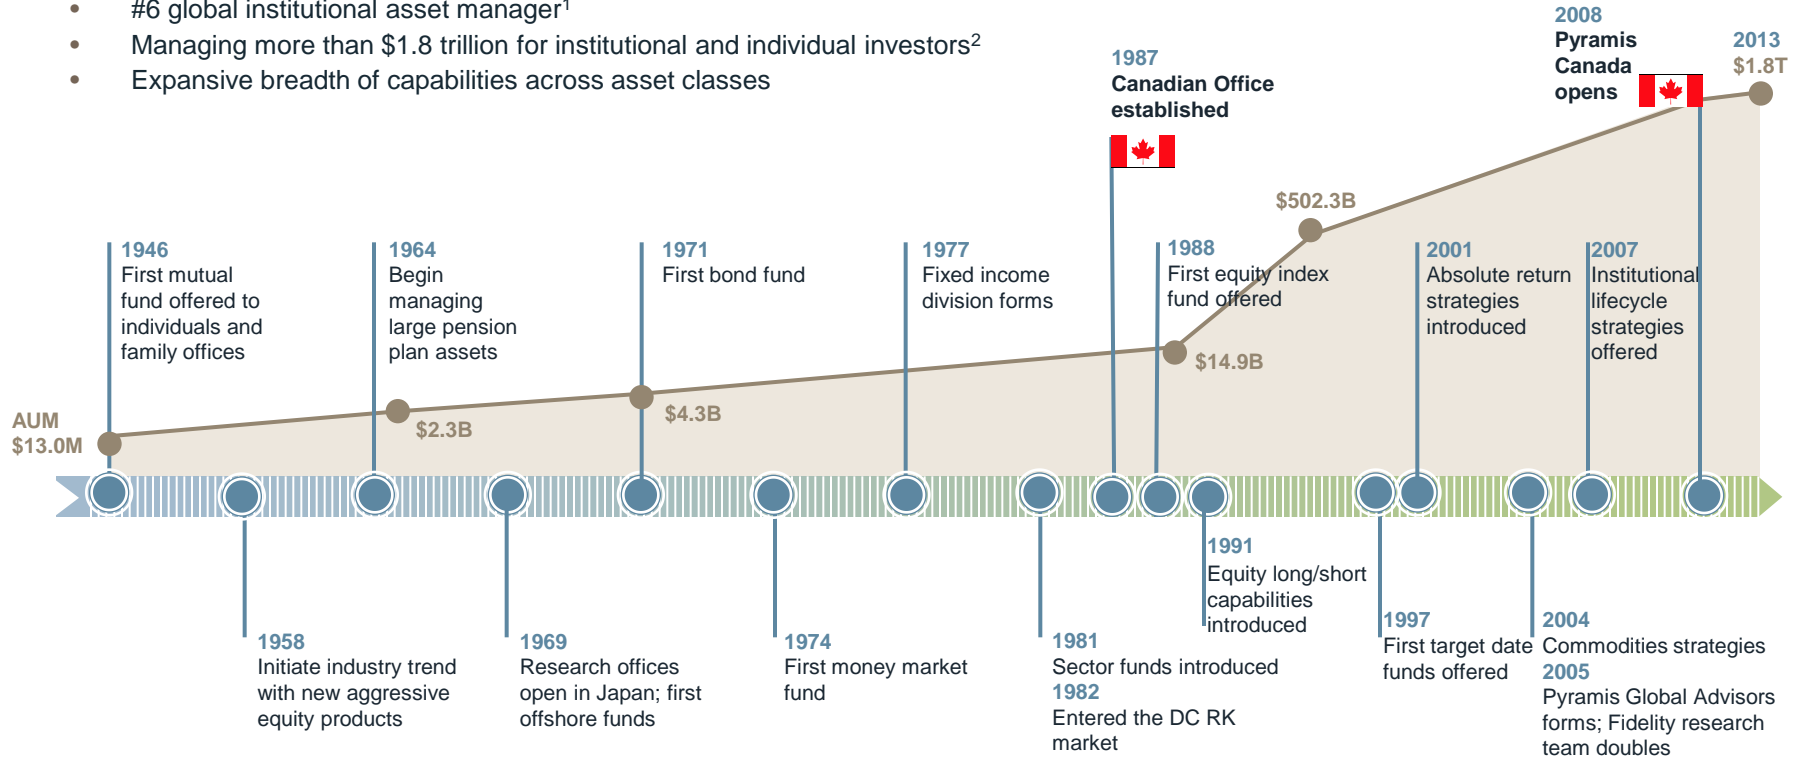 • #6 global institutional asset manager¹
• Managing more than $1.8 trillion for institutional and individual investors²
• Expansive breadth of capabilities across asset classes
1987
Canadian Office
established
2008
Pyramis
Canada
opens
2013
$1.8T
$502.3B
1946
First mutual
fund offered to
individuals and
family offices
1964
Begin
managing
large pension
plan assets
1971
First bond fund
1977
Fixed income
division forms
1988
First equity index
fund offered
2001
Absolute return
strategies
introduced
2007
Institutional
lifecycle
strategies
offered
AUM
$13.0M
$2.3B
$4.3B
$14.9B
1958
Initiate industry trend
with new aggressive
equity products
1969
Research offices
open in Japan; first
offshore funds
1974
First money market
fund
1981
Sector funds introduced
1982
Entered the DC RK
market
1991
Equity long/short
capabilities
introduced
1997
First target date
funds offered
2004
Commodities strategies
2005
Pyramis Global Advisors
forms; Fidelity research
team doubles